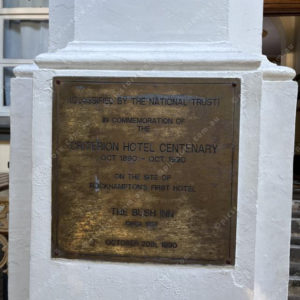 CLASSIFIED BY THE NATIONAL TRUST
IN COMMEMORATION OF
THE
CRITERION HOTEL CENTENARY
OCT 1890 - OCT 1990
ON THE SITE OF
ROCKHAMPTON'S FIRST HOTEL
THE BUSH INN
OCTOBER 20th, 1990